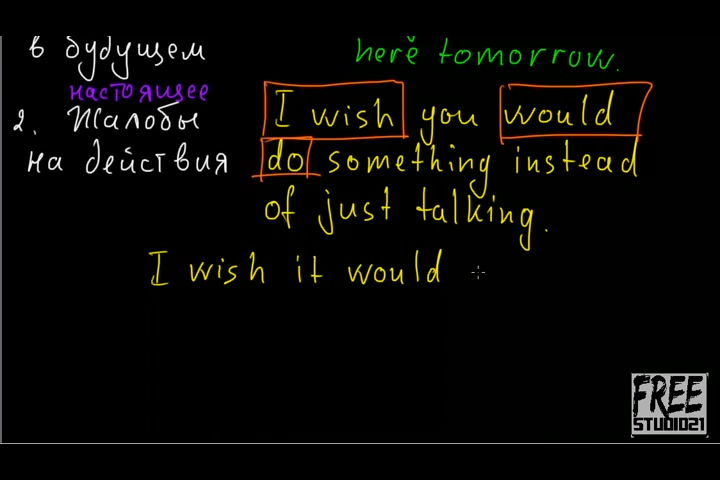 в будущем
here tomorrow.
настоящее
2. Жалобы
на действия
I wish you would
do something instead
of just talking.
I wish it would
FREE
STUDIO21